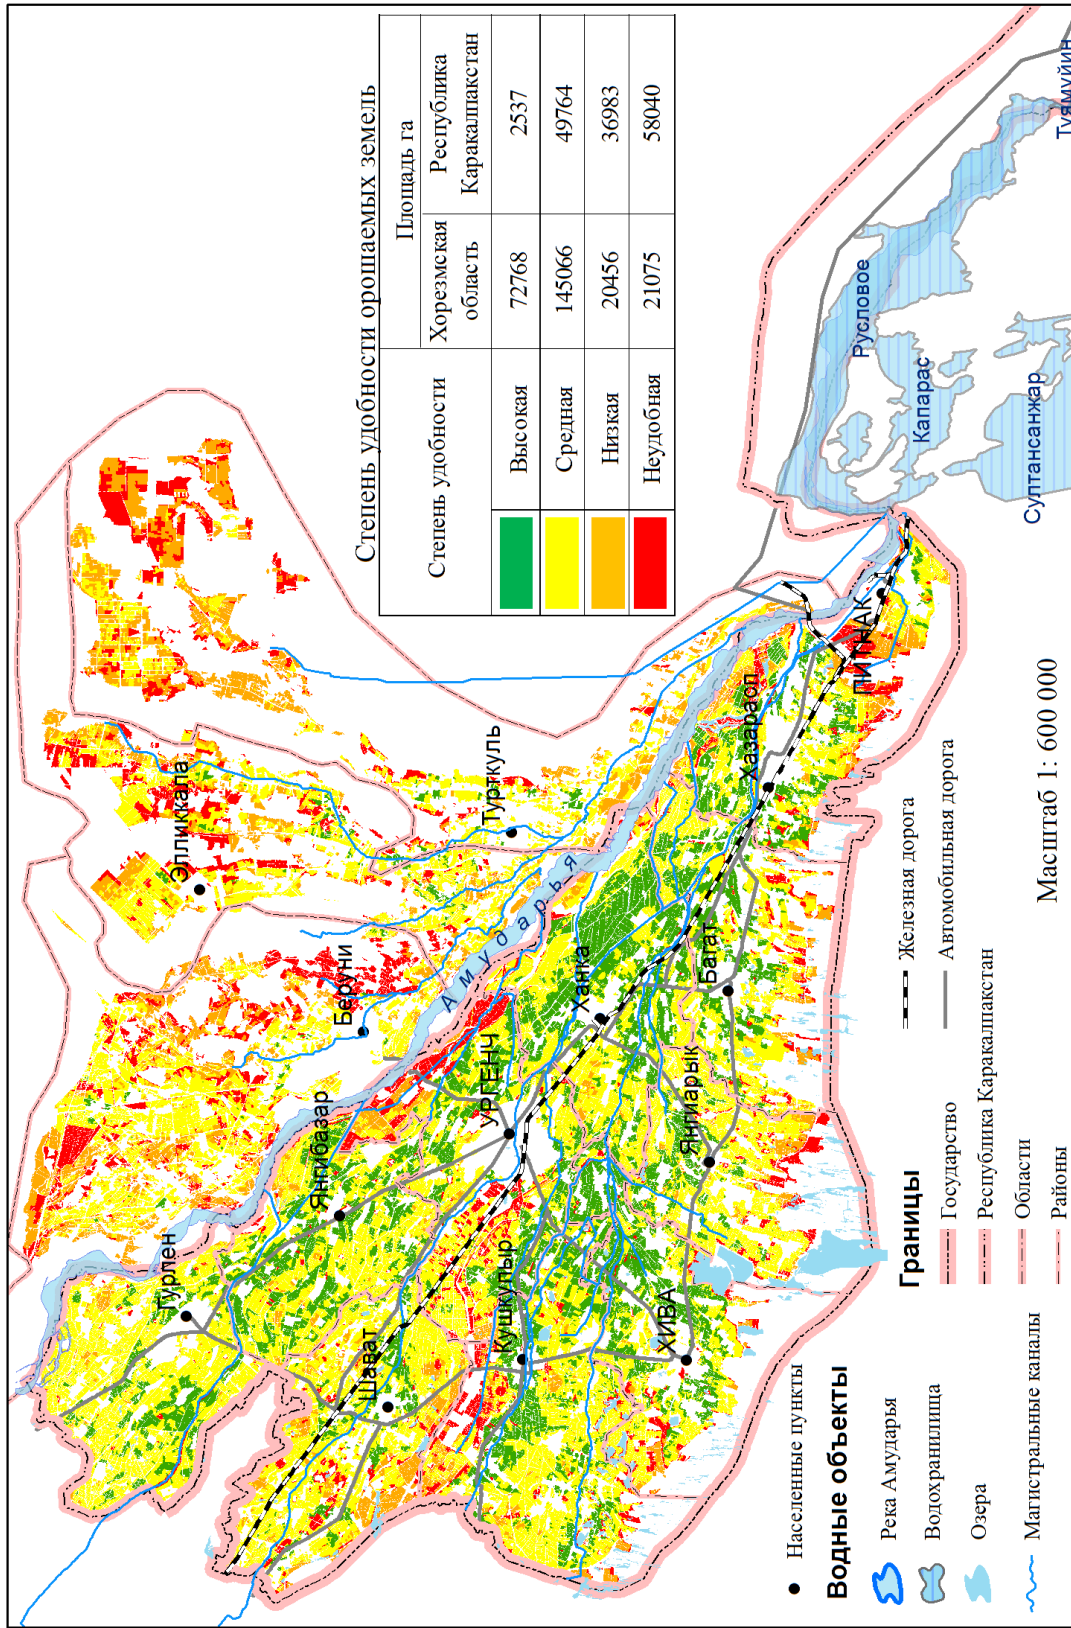 Степень удобности орошаемых земель
Степень удобности
Площадь га
Хорезмская область
Республика Каракалпакстан
Высокая 72768 2537
Средная 145066 49764
Низкая 20456 36983
Неудобная 21075 58040
Элликкала
Турткуль
Беруни
Амударья
Гурлен
Янгибазар
УРГЕНЧ
Ханка
Хазарасп
ПИТНАК
Шават
Кушкупыр
ХИВА
Янгиарык
Багат
Русловое
Капарас
Султансанжар
Туямуйин
Населенные пункты
Водные объекты
Река Амударья
Водохранилища
Озера
Магистральные каналы
Границы
Государство
Республика Каракалпакстан
Области
Районы
Железная дорога
Автомобильная дорога
Масштаб 1: 600 000